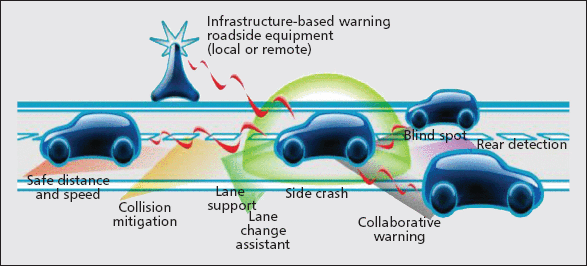 Infrastructure-based warning
roadside equipment
(local or remote)
Blind spot
Rear detection
Safe distance
and speed
Collision
mitigation
Lane
support
Lane
change
assistant
Side crash
Collaborative
warning